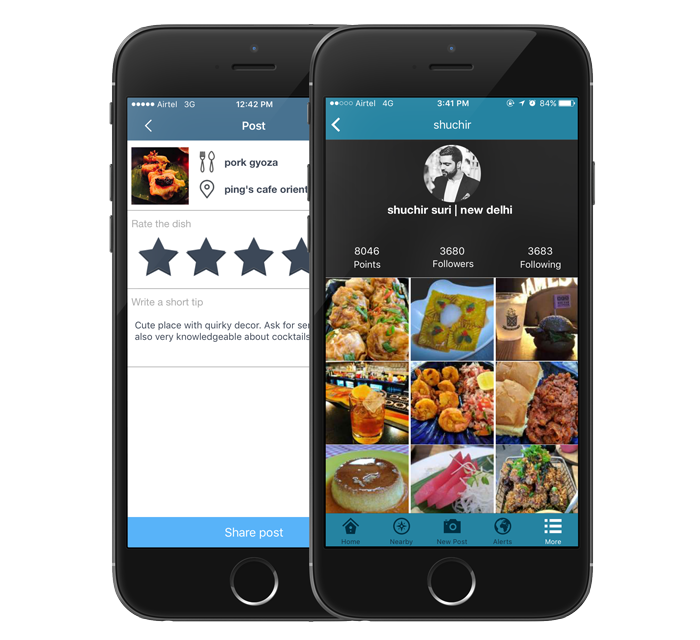 Airtel 3G 12:42 PM
Post
pork gyoza
ping's cafe orient
Rate the dish
Write a short tip
Cute place with quirky decor. Ask for ser
also very knowledgeable about cocktails
Share post
Airtel 4G 3:41 PM 84%
shuchir
shuchir suri | new delhi
8046 3680 3683
Points Followers Following
Home Nearby New Post Alerts More